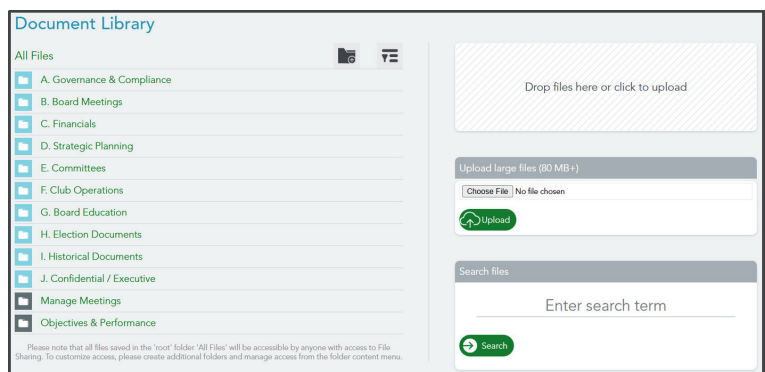 Document Library
All Files
A. Governance & Compliance
B. Board Meetings
C. Financials
D. Strategic Planning
E. Committees
F. Club Operations
G. Board Education
H. Election Documents
I. Historical Documents
J. Confidential / Executive
Manage Meetings
Objectives & Performance
Please note that all files saved in the 'root' folder 'All Files' will be accessible by anyone with access to File
Sharing. To customize access, please create additional folders and manage access from the folder content menu.
Drop files here or click to upload
Upload large files (80 MB+)
Choose File No file chosen
Upload
Search files
Enter search term
Search